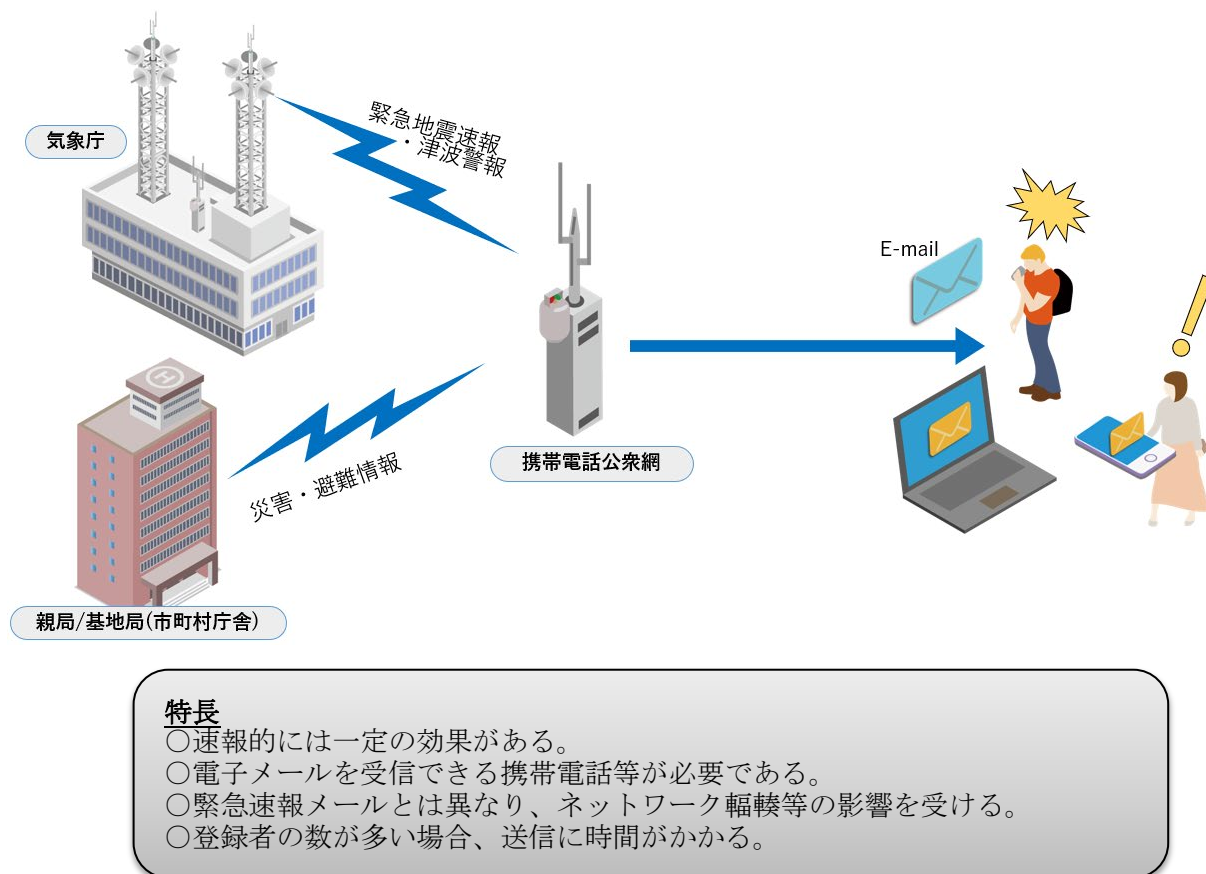 気象庁
緊急地震速報
・津波警報
E-mail
携帯電話公衆網
災害・避難情報
親局/基地局(市町村庁舎)
特長
○速報的には一定の効果がある。
○電子メールを受信できる携帯電話等が必要である。
○緊急速報メールとは異なり、ネットワーク輻輳等の影響を受ける。
○登録者の数が多い場合、送信に時間がかかる。